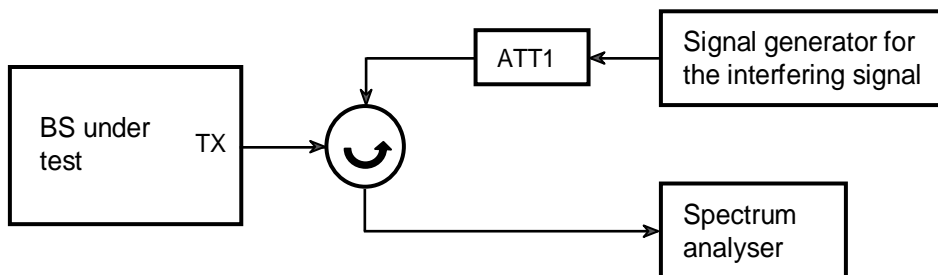 BS under
test
TX
ATT1
Signal generator for
the interfering signal
Spectrum
analyser